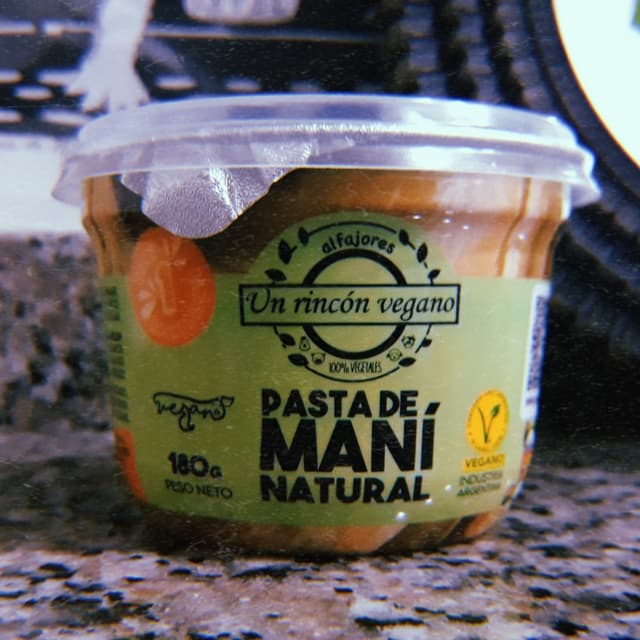 alfajores
Un rincón vegano
100% VEGETALES
PASTA DE
MANÍ
NATURAL
vegano
180G
PESO NETO
VEGANO
INDUSTRIA
ARGENTINA